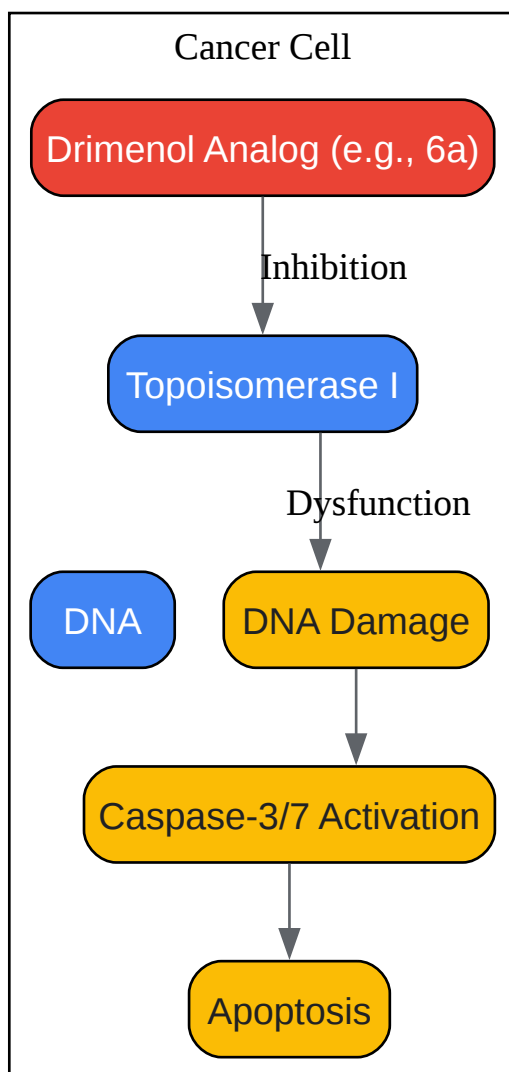 Cancer Cell
Drimenol Analog (e.g., 6a)
Inhibition
Topoisomerase I
Dysfunction
DNA
DNA Damage
Caspase-3/7 Activation
Apoptosis